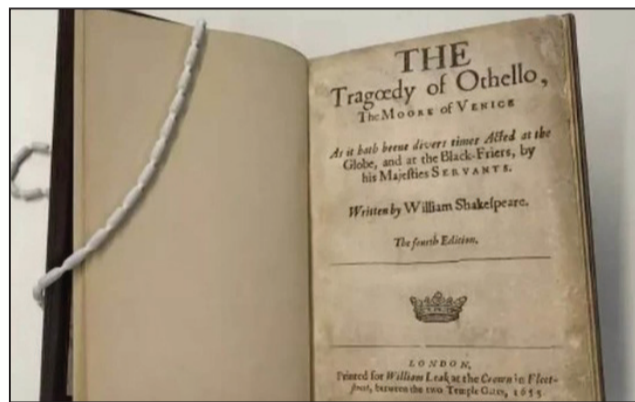 THE
Tragœdy of Othello,
The MOORE of VENICE
As it hath beene divers times Acted at the
Globe, and at the Black-Friers, by
his Majeſties SERVANTS.
Written by William Shakeſpeare.
The fourth Edition.
LONDON,
Printed for William Leak at the Crown in Fleet-
ſtreet, between the two Temple Gates, 1655.